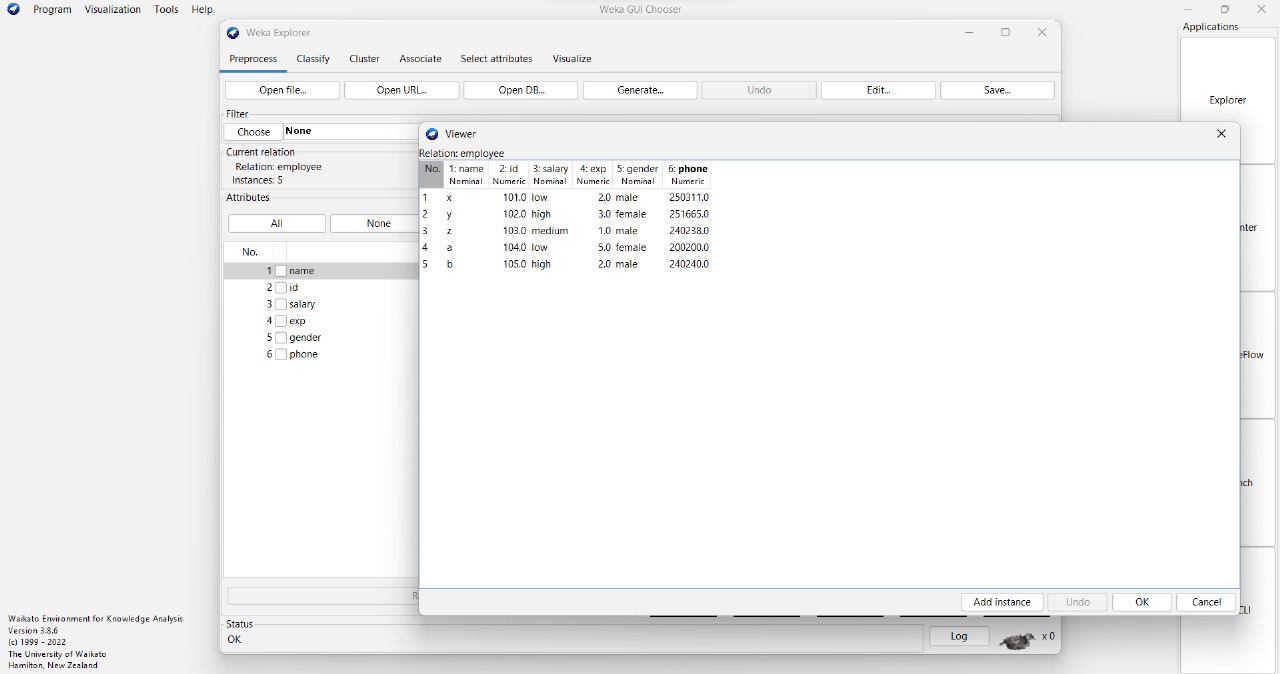 Program Visualization Tools Help
Weka GUI Chooser
Applications
Weka Explorer
Preprocess Classify Cluster Associate Select attributes Visualize
Open file... Open URL... Open DB... Generate... Undo Edit... Save...
Filter
Choose None
Current relation
Relation: employee
Instances: 5
Attributes
All None
No.
1 name
2 id
3 salary
4 exp
5 gender
6 phone
Viewer
Relation: employee
No. 1: name 2: id 3: salary 4: exp 5: gender 6: phone
Nominal Numeric Nominal Numeric Nominal Numeric
1 x 101.0 low 2.0 male 250311.0
2 y 102.0 high 3.0 female 251665.0
3 z 103.0 medium 1.0 male 240238.0
4 a 104.0 low 5.0 female 200200.0
5 b 105.0 high 2.0 male 240240.0
Add instance Undo OK Cancel
Status
OK
Log x 0
Explorer
nter
eFlow
nch
CLI
Waikato Environment for Knowledge Analysis
Version 3.8.6
(c) 1999 - 2022
The University of Waikato
Hamilton, New Zealand